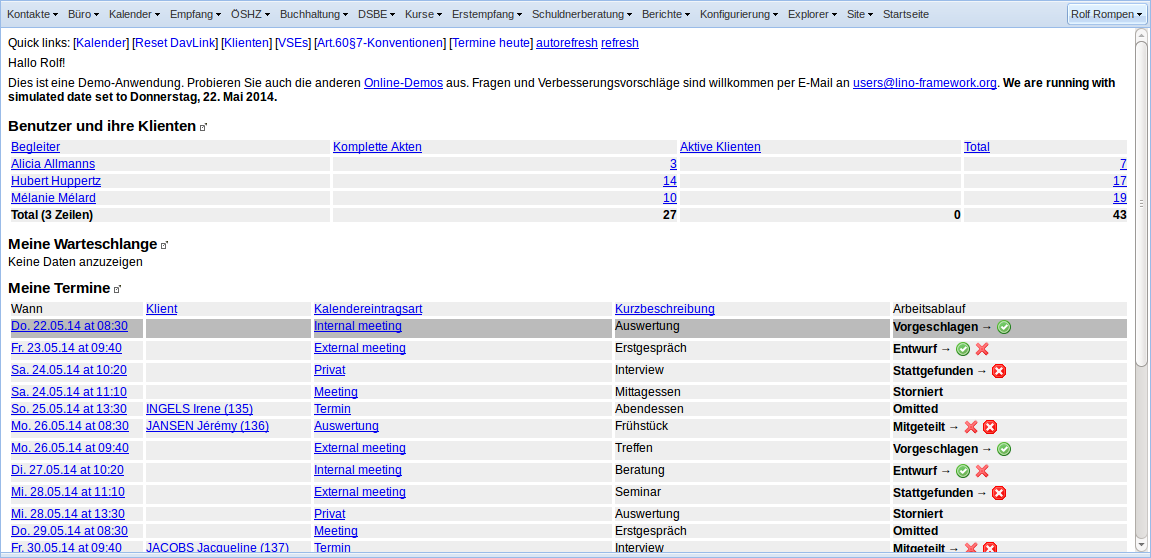 Kontakte Büro Kalender Empfang ÖSHZ Buchhaltung DSBE Kurse Erstempfang Schuldnerberatung Berichte Konfigurierung Explorer Site Startseite Rolf Rompen
Quick links: [Kalender] [Reset DavLink] [Klienten] [VSEs] [Art.60§7-Konventionen] [Termine heute] autorefresh refresh
Hallo Rolf!
Dies ist eine Demo-Anwendung. Probieren Sie auch die anderen Online-Demos aus. Fragen und Verbesserungsvorschläge sind willkommen per E-Mail an users@lino-framework.org. We are running with
simulated date set to Donnerstag, 22. Mai 2014.
Benutzer und ihre Klienten
Begleiter Komplette Akten Aktive Klienten Total
Alicia Allmanns 3 7
Hubert Huppertz 14 17
Mélanie Mélard 10 19
Total (3 Zeilen) 27 0 43
Meine Warteschlange
Keine Daten anzuzeigen
Meine Termine
Wann Klient Kalendereintragsart Kurzbeschreibung Arbeitsablauf
Do. 22.05.14 at 08:30 Internal meeting Auswertung Vorgeschlagen →
Fr. 23.05.14 at 09:40 External meeting Erstgespräch Entwurf →
Sa. 24.05.14 at 10:20 Privat Interview Stattgefunden →
Sa. 24.05.14 at 11:10 Meeting Mittagessen Storniert
So. 25.05.14 at 13:30 INGELS Irene (135) Termin Abendessen Omitted
Mo. 26.05.14 at 08:30 JANSEN Jérémy (136) Auswertung Frühstück Mitgeteilt →
Mo. 26.05.14 at 09:40 External meeting Treffen Vorgeschlagen →
Di. 27.05.14 at 10:20 Internal meeting Beratung Entwurf →
Mi. 28.05.14 at 11:10 External meeting Seminar Stattgefunden →
Mi. 28.05.14 at 13:30 Privat Auswertung Storniert
Do. 29.05.14 at 08:30 Meeting Erstgespräch Omitted
Fr. 30.05.14 at 09:40 JACOBS Jacqueline (137) Termin Interview Mitgeteilt →